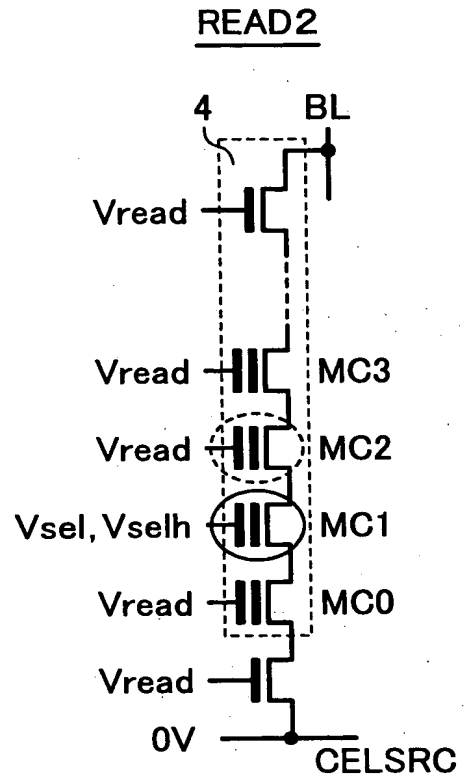 READ2
4 BL
Vread
Vread MC3
Vread MC2
Vsel, Vselh MC1
Vread MC0
Vread
0V
CELSRC